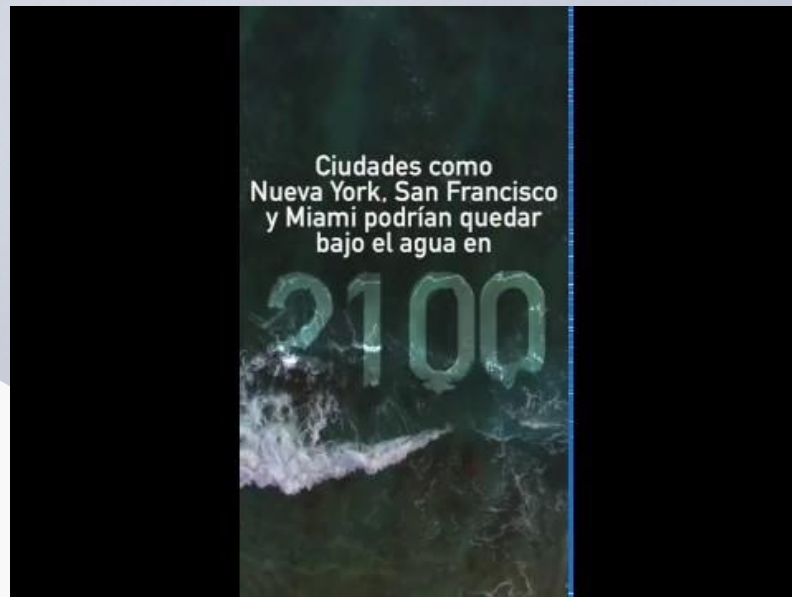 Ciudades como
Nueva York, San Francisco
y Miami podrían quedar
bajo el agua en
2100